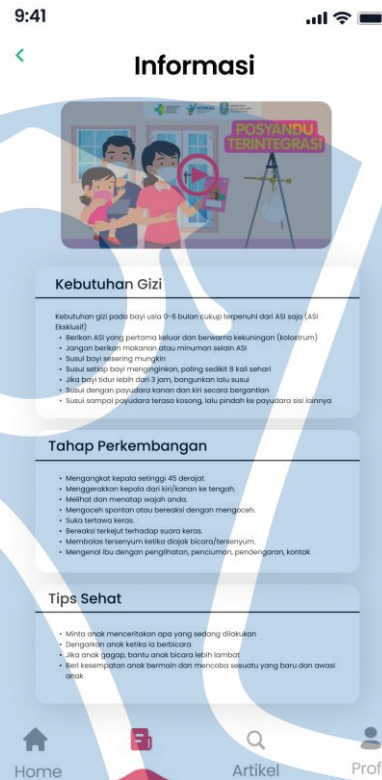 9:41
Informasi
POSYANDU
TERINTEGRASI
Kebutuhan Gizi
Kebutuhan gizi pada bayi usia 0-6 bulan cukup terpenuhi dari ASI saja (ASI
Eksklusif)
• Berikan ASI yang pertama keluar dan berwarna kekuningan (kolostrum)
• Jangan berikan makanan atau minuman selain ASI
• Susui bayi sesering mungkin
• Susui setiap bayi menginginkan, paling sedikit 8 kali sehari
• Jika bayi tidur lebih dari 3 jam, bangunkan lalu susui
• Susui dengan payudara kanan dan kiri secara bergantian
• Susui sampai payudara terasa kosong, lalu pindah ke payudara sisi lainnya
Tahap Perkembangan
• Mengangkat kepala setinggi 45 derajat
• Menggerakkan kepala dari kiri/kanan ke tengah.
• Melihat dan menatap wajah anda.
• Mengoceh spontan atau bereaksi dengan mengoceh.
• Suka tertawa keras.
• Bereaksi terkejut terhadap suara keras.
• Membalas tersenyum ketika diajak bicara/tersenyum.
• Mengenal ibu dengan penglihatan, penciuman, pendengaran, kontak
Tips Sehat
• Minta anak menceritakan apa yang sedang dilakukan
• Dengarkan anak ketika ia berbicara
• Jika anak gagap, bantu anak bicara lebih lambat
• Beri kesempatan anak bermain dan mencoba sesuatu yang baru dan awasi
anak
Home
Artikel
Prof